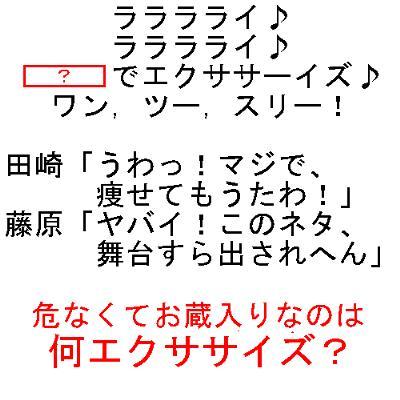 ラララライ♪
ラララライ♪
？でエクササーイズ♪
ワン，ツー，スリー！
田崎「うわっ！マジで、
痩せてもうたわ！」
藤原「ヤバイ！このネタ、
舞台すら出されへん」
危なくてお蔵入りなのは
何エクササイズ？